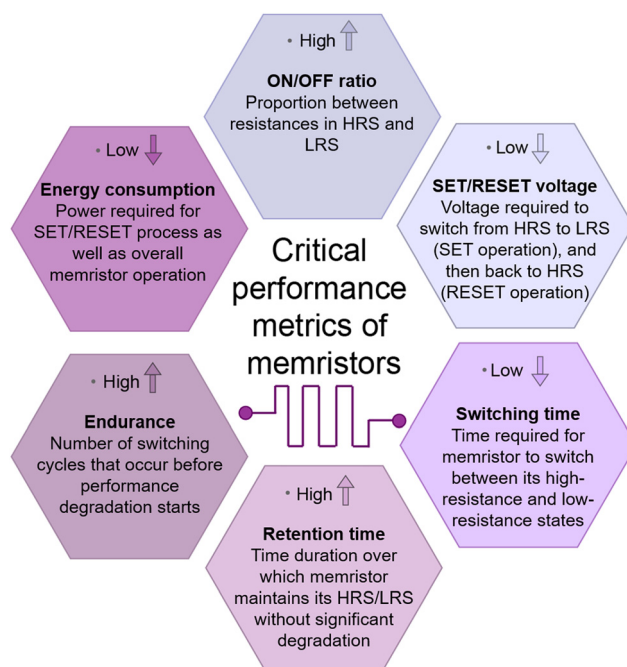 • High
ON/OFF ratio
Proportion between
resistances in HRS and
LRS
• Low
Energy consumption
Power required for
SET/RESET process as
well as overall
memristor operation
• Low
SET/RESET voltage
Voltage required to
switch from HRS to LRS
(SET operation), and
then back to HRS
(RESET operation)
Critical
performance
metrics of
memristors
• High
Endurance
Number of switching
cycles that occur before
performance
degradation starts
• Low
Switching time
Time required for
memristor to switch
between its high-
resistance and low-
resistance states
• High
Retention time
Time duration over
which memristor
maintains its HRS/LRS
without significant
degradation